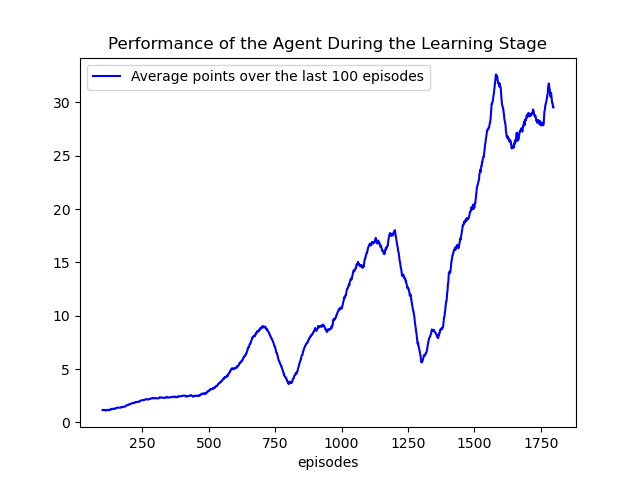 Performance of the Agent During the Learning Stage
Average points over the last 100 episodes
30
25
20
15
10
5
0
250 500 750 1000 1250 1500 1750
episodes